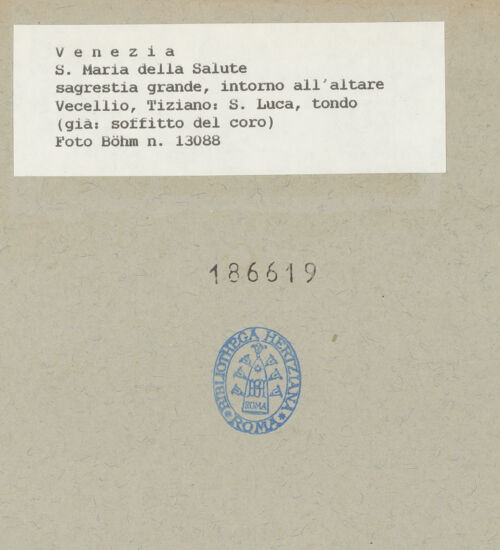 V e n e z i a
S. Maria della Salute
sagrestia grande, intorno all'altare
Vecellio, Tiziano: S. Luca, tondo
(già: soffitto del coro)
Foto Böhm n. 13088
186619
BIBLIOTHECA HERTZIANA
ROMA
ROMA